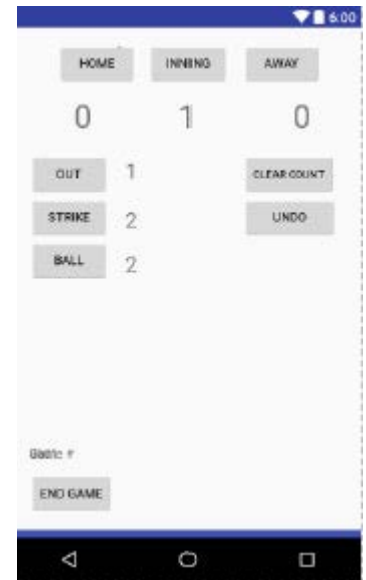 6:00
HOME INNING AWAY
0 1 0
OUT 1 CLEAR COUNT
STRIKE 2 UNDO
BALL 2
Game #
END GAME